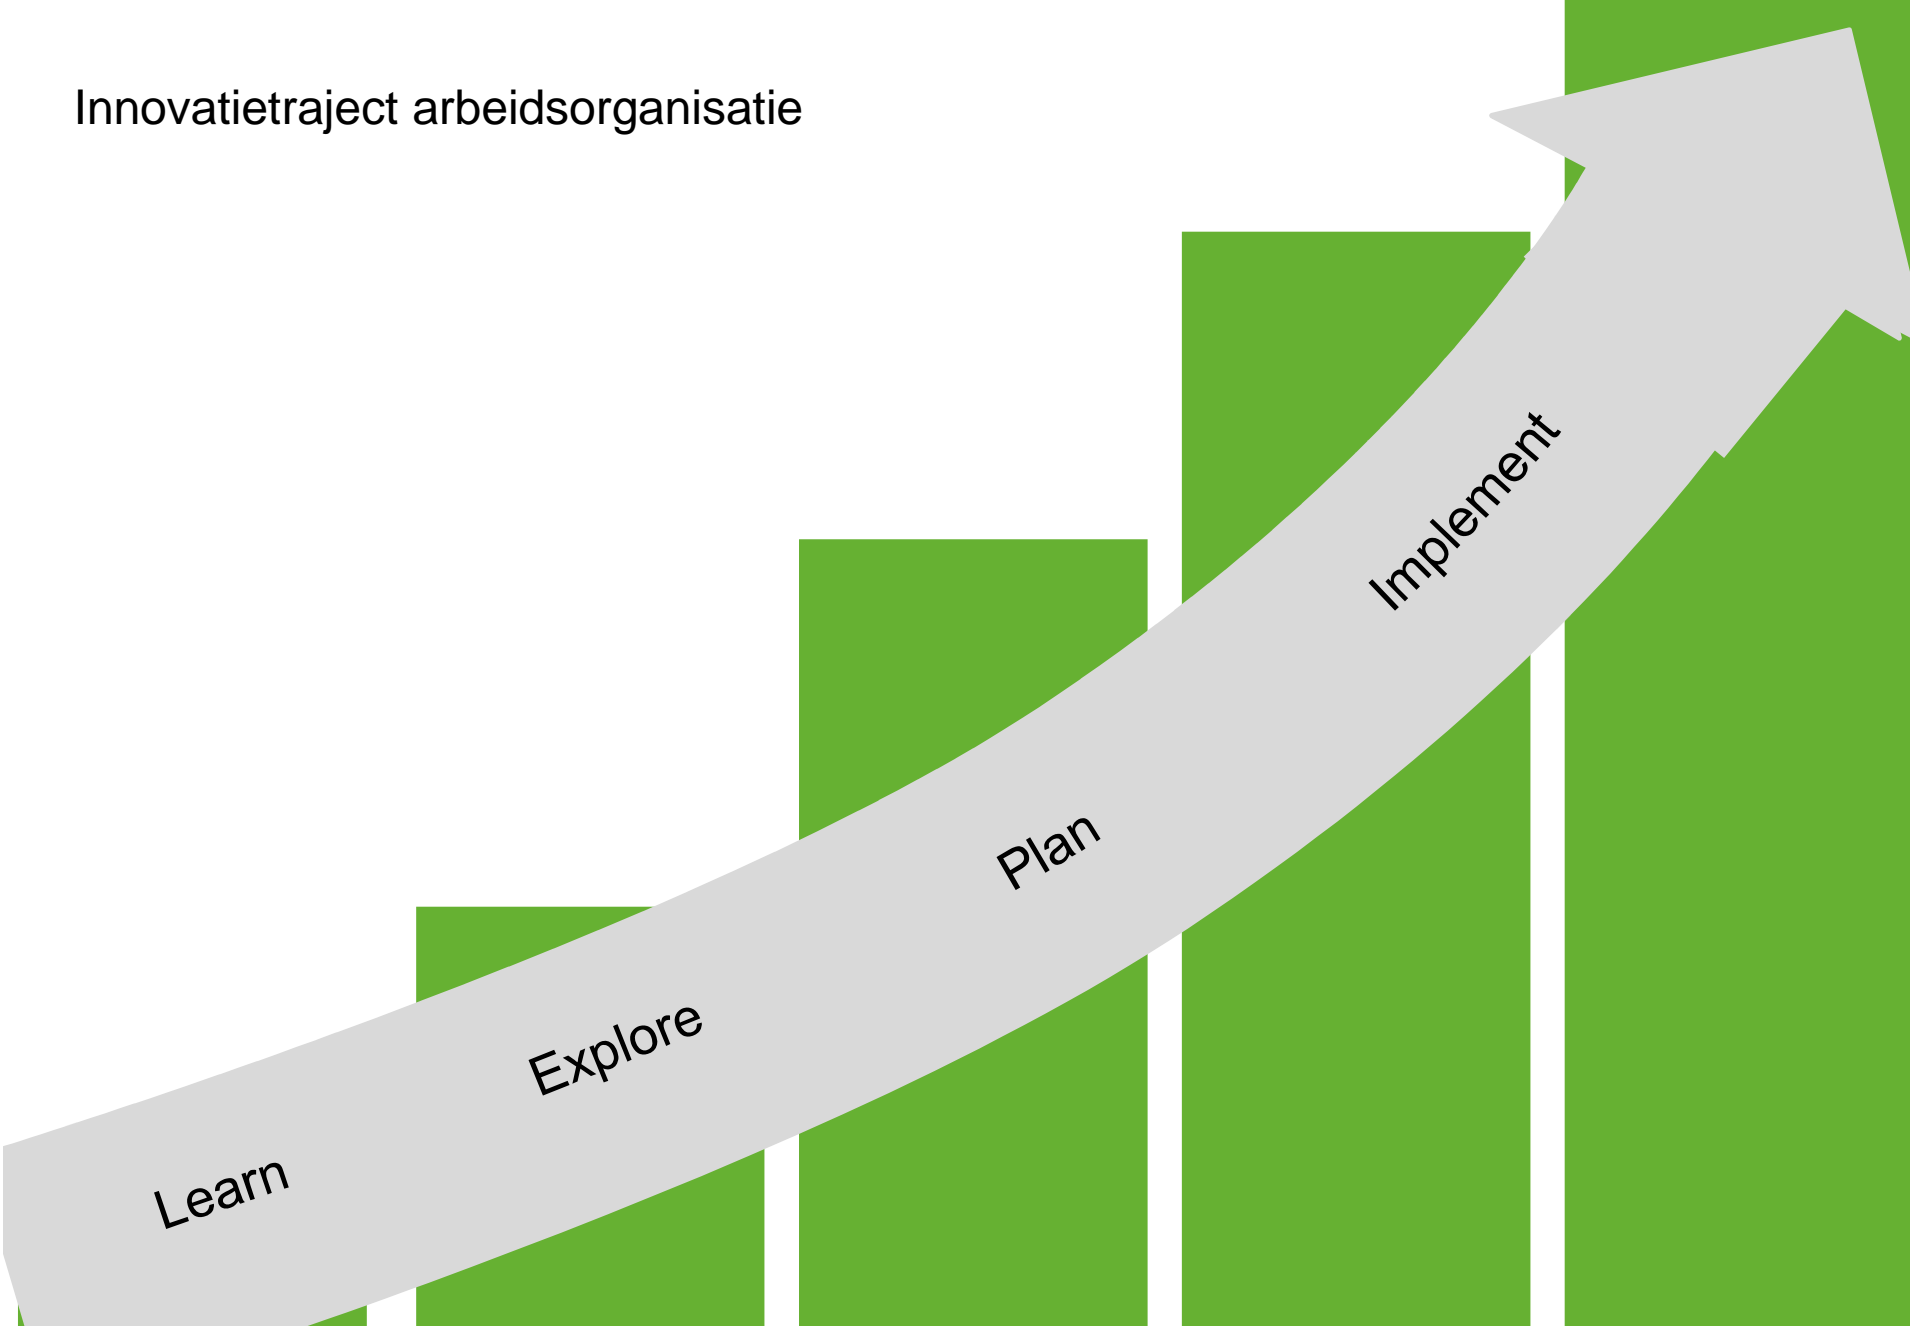 Innovatietraject arbeidsorganisatie
Learn
Explore
Plan
Implement